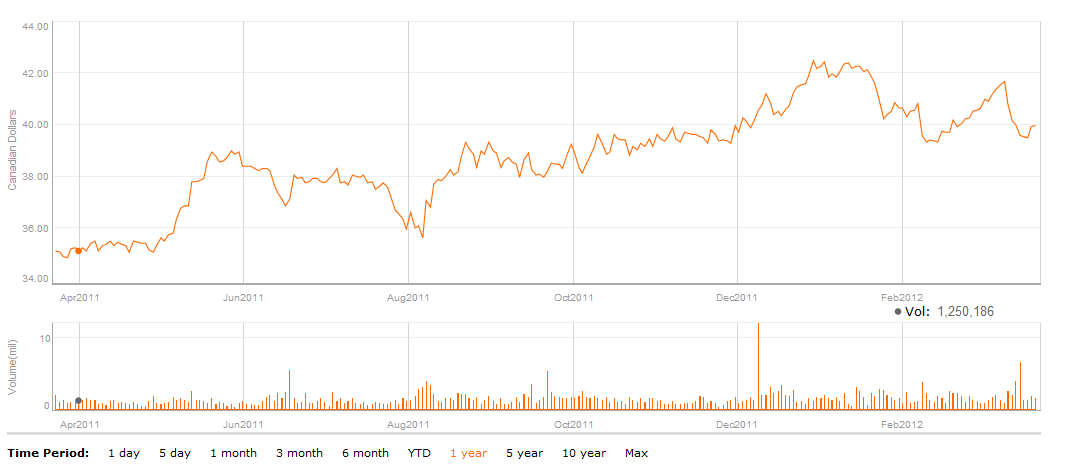 44.00
42.00
40.00
38.00
36.00
34.00
Canadian Dollars
Apr2011 Jun2011 Aug2011 Oct2011 Dec2011 Feb2012
Vol: 1,250,186
10
0
Volume(mil)
Apr2011 Jun2011 Aug2011 Oct2011 Dec2011 Feb2012
Time Period: 1 day 5 day 1 month 3 month 6 month YTD 1 year 5 year 10 year Max